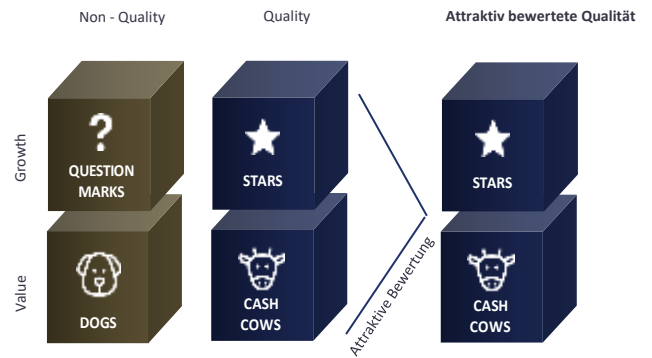 Non - Quality
Quality
Attraktiv bewertete Qualität
Growth
?
QUESTION
MARKS
STARS
STARS
Value
DOGS
CASH
COWS
Attraktive Bewertung
CASH
COWS